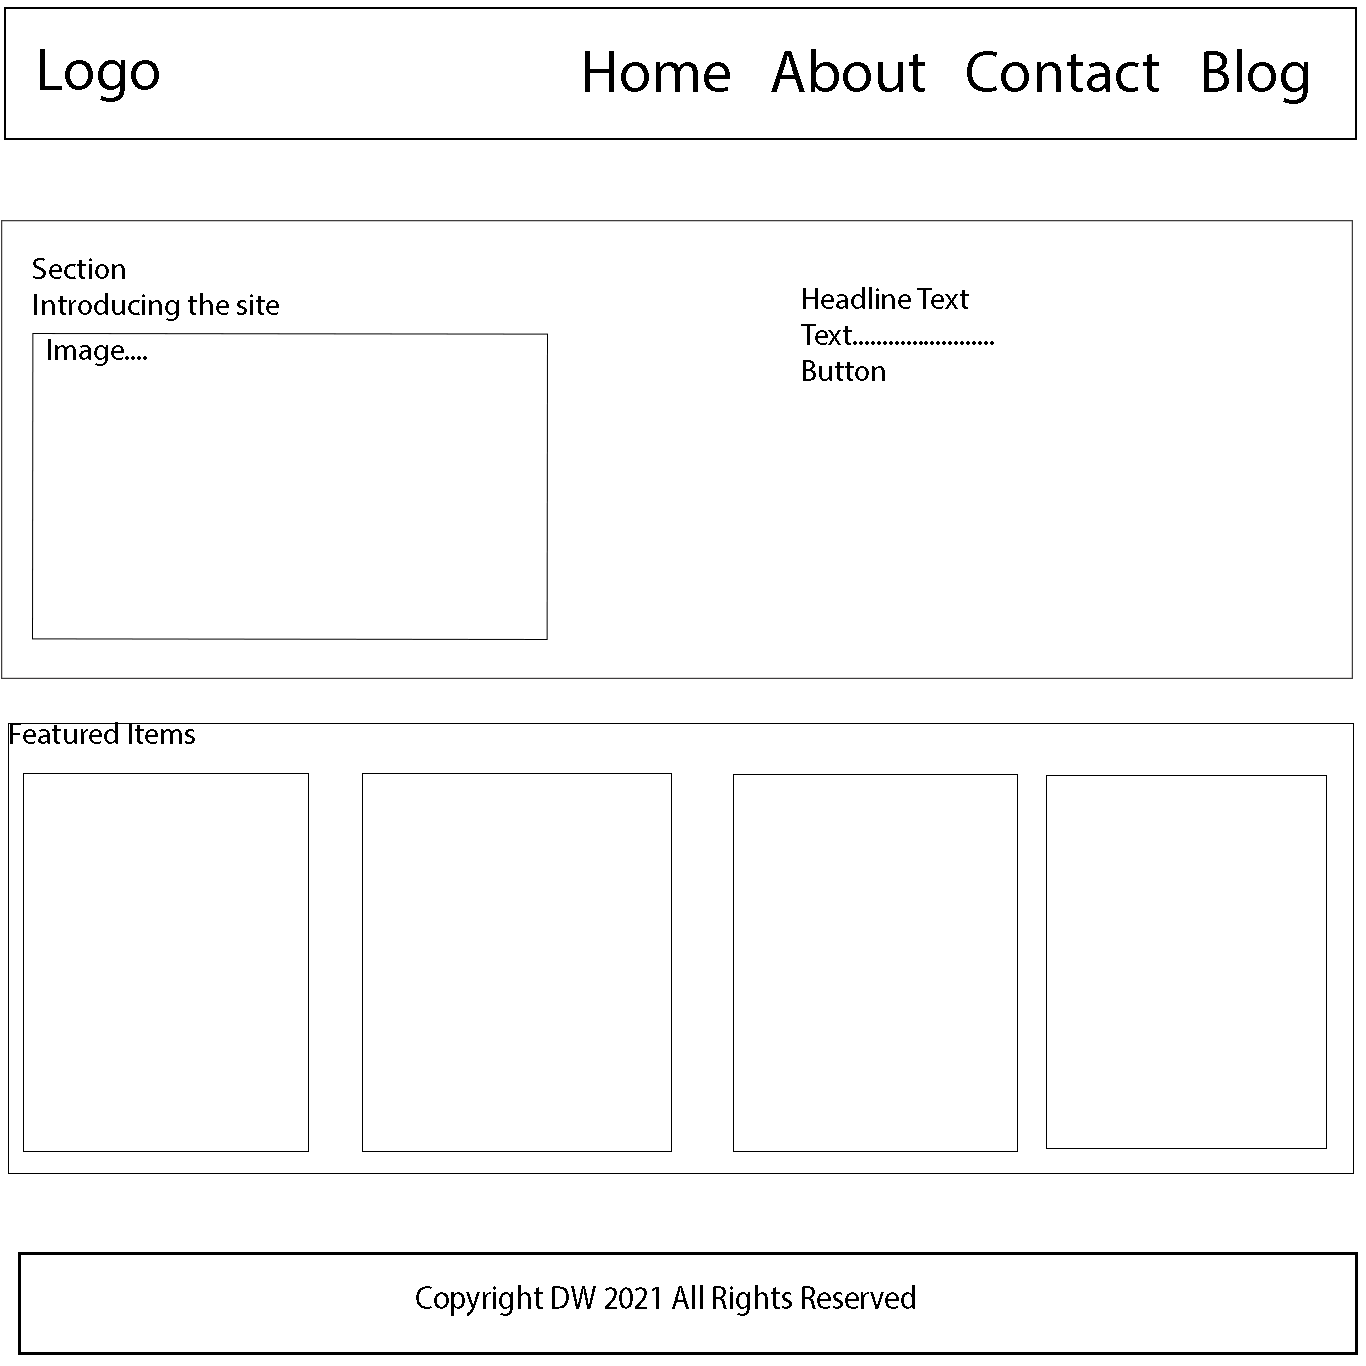 Logo Home About Contact Blog
Section
Introducing the site
Image....
Headline Text
Text........................
Button
Featured Items
Copyright DW 2021 All Rights Reserved